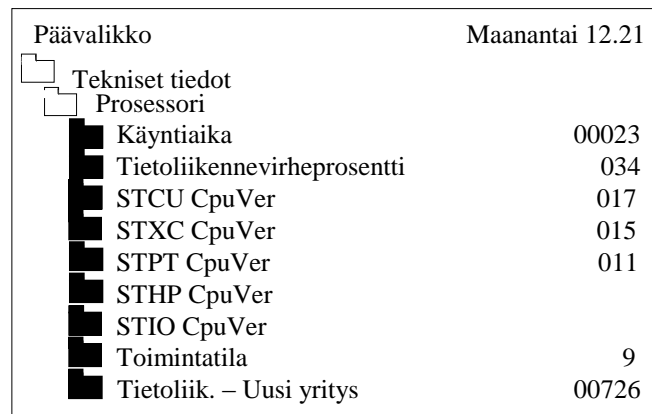 Päävalikko Maanantai 12.21
Tekniset tiedot
Prosessori
Käyntiaika 00023
Tietoliikennevirheprosentti 034
STCU CpuVer 017
STXC CpuVer 015
STPT CpuVer 011
STHP CpuVer
STIO CpuVer
Toimintatila 9
Tietoliik. – Uusi yritys 00726